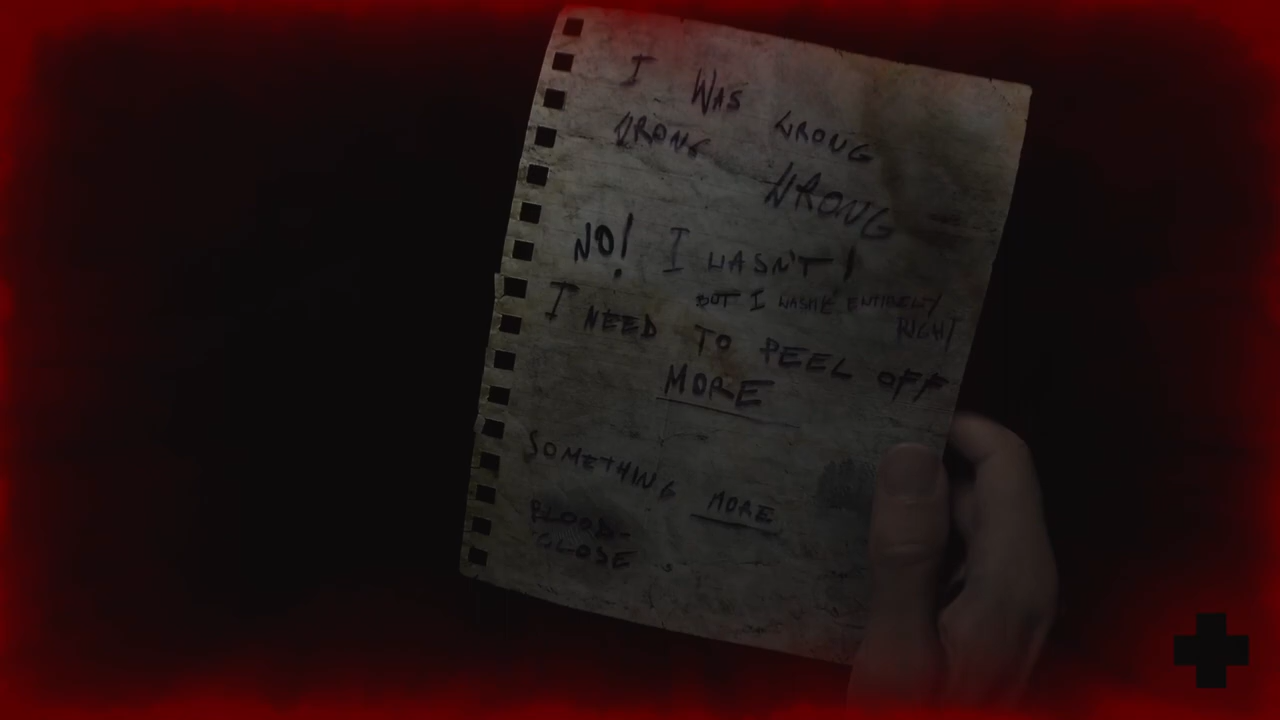 I WAS WRONG
WRONG
WRONG
NO! I WASN'T!
BUT I WASN'T ENTIRELY
RIGHT
I NEED TO PEEL OFF
MORE
SOMETHING MORE
BLOOD-
CLOSE